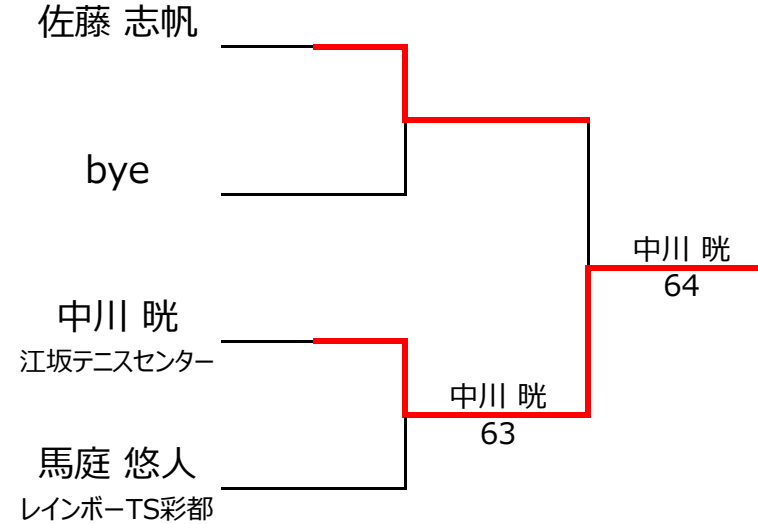 佐藤 志帆
bye
中川 晄
江坂テニスセンター
馬庭 悠人
レインボーTS彩都
中川 晄
63
中川 晄
64